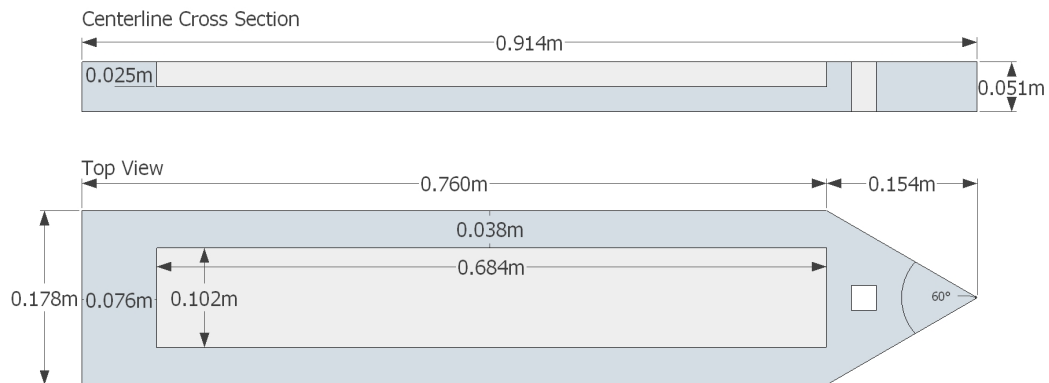 Centerline Cross Section
0.914m
0.025m
0.051m
Top View
0.760m
0.154m
0.038m
0.684m
0.178m
0.076m
0.102m
60°